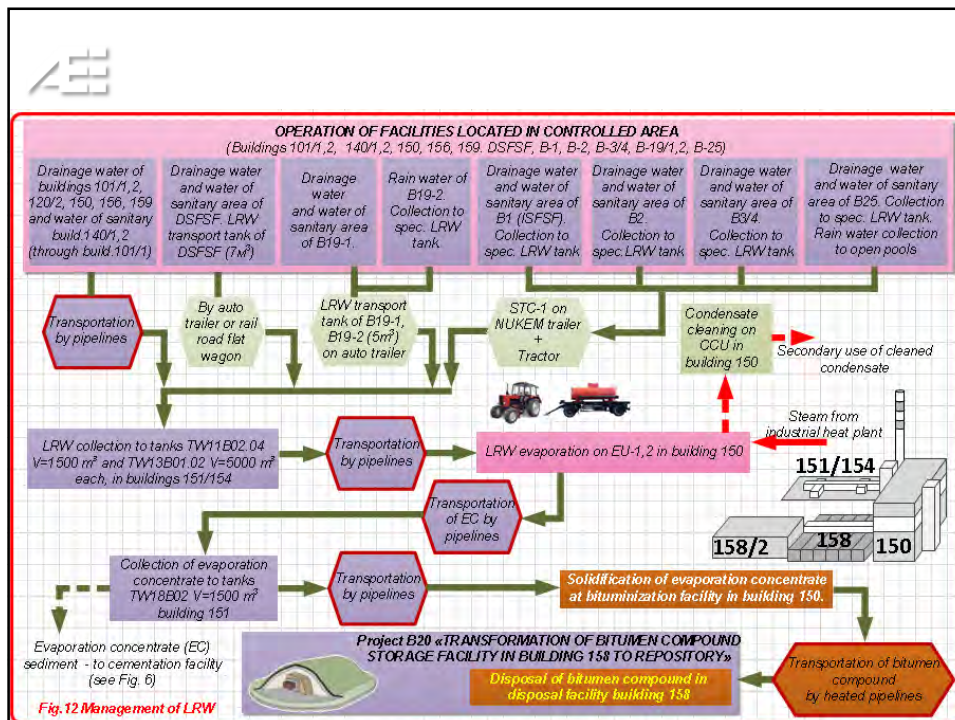 AEI
OPERATION OF FACILITIES LOCATED IN CONTROLLED AREA
(Buildings 101/1,2, 140/1,2, 150, 156, 159. DSFSF, B-1, B-2, B-3/4, B-19/1,2, B-25)
Drainage water of
buildings 101/1,2,
120/2, 150, 156, 159
and water of sanitary
build.140/1,2
(through build.101/1)
Drainage water
and water of
sanitary area of
DSFSF. LRW
transport tank of
DSFSF (7м³)
Drainage
water
and water of
sanitary area
of B19-1.
Rain water of
B19-2.
Collection to
spec. LRW
tank.
Drainage water
and water of
sanitary area of
B1 (ISFSF).
Collection to
spec. LRW tank
Drainage water
and water of
sanitary area of
B2.
Collection to
spec. LRW tank
Drainage water
and water of
sanitary area of
B3/4.
Collection to
spec. LRW tank
Drainage water
and water of sanitary
area of B25. Collection
to spec. LRW tank.
Rain water collection
to open pools
Transportation
by pipelines
By auto
trailer or rail
road flat
wagon
LRW transport
tank of B19-1,
B19-2 (5m³)
on auto trailer
STC-1 on
NUKEM trailer
+
Tractor
Condensate
cleaning on
CCU in
building 150
Secondary use of cleaned
condensate
Steam from
industrial heat plant
LRW collection to tanks TW11B02.04
V=1500 m³ and TW13B01.02 V=5000 m³
each, in buildings 151/154
Transportation
by pipelines
LRW evaporation on EU-1,2 in building 150
151/154
158/2
158
150
Transportation
of EC by
pipelines
Collection of evaporation
concentrate to tanks
TW18B02 V=1500 m³
building 151
Transportation
by pipelines
Solidification of evaporation concentrate
at bituminization facility in building 150.
Evaporation concentrate (EC)
sediment - to cementation facility
(see Fig. 6)
Project B20 «TRANSFORMATION OF BITUMEN COMPOUND
STORAGE FACILITY IN BUILDING 158 TO REPOSITORY»
Disposal of bitumen compound in
disposal facility building 158
Transportation of bitumen
compound
by heated pipelines
Fig.12 Management of LRW